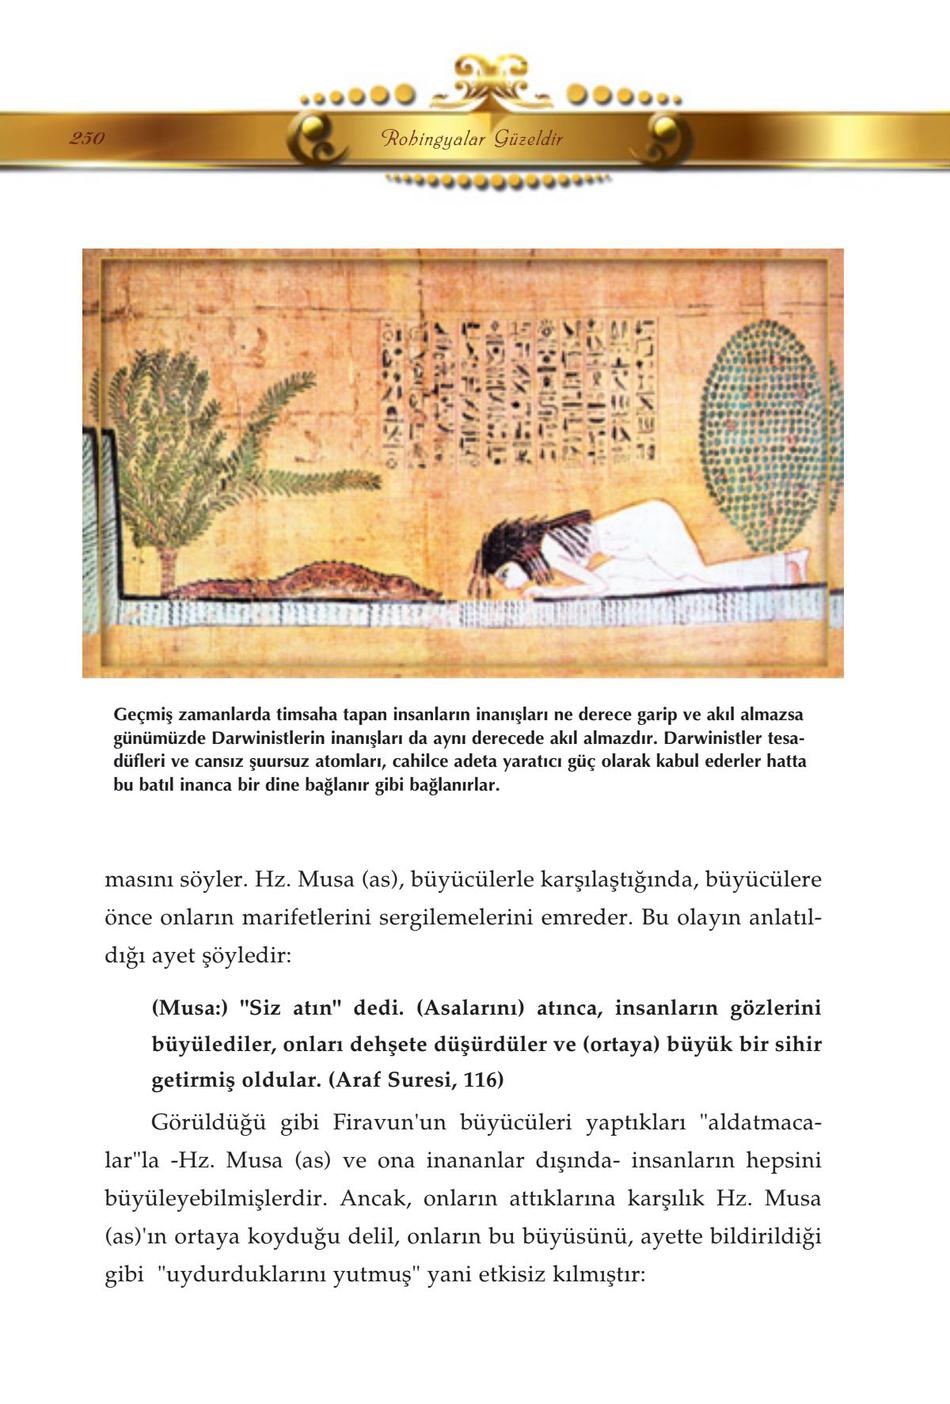 250
Rohingyalar Güzeldir
Geçmiş zamanlarda timsaha tapan insanların inanışları ne derece garip ve akıl almazsa
günümüzde Darwinistlerin inanışları da aynı derecede akıl almazdır. Darwinistler tesa-
düfleri ve cansız şuursuz atomları, cahilce adeta yaratıcı güç olarak kabul ederler hatta
bu batıl inanca bir dine bağlanır gibi bağlanırlar.
masını söyler. Hz. Musa (as), büyücülerle karşılaştığında, büyücülere
önce onların marifetlerini sergilemelerini emreder. Bu olayın anlatıl-
dığı ayet şöyledir:
(Musa:) "Siz atın" dedi. (Asalarını) atınca, insanların gözlerini
büyülediler, onları dehşete düşürdüler ve (ortaya) büyük bir sihir
getirmiş oldular. (Araf Suresi, 116)
Görüldüğü gibi Firavun'un büyücüleri yaptıkları "aldatmaca-
lar"la -Hz. Musa (as) ve ona inananlar dışında- insanların hepsini
büyüleyebilmişlerdir. Ancak, onların attıklarına karşılık Hz. Musa
(as)'ın ortaya koyduğu delil, onların bu büyüsünü, ayette bildirildiği
gibi "uydurduklarını yutmuş" yani etkisiz kılmıştır: